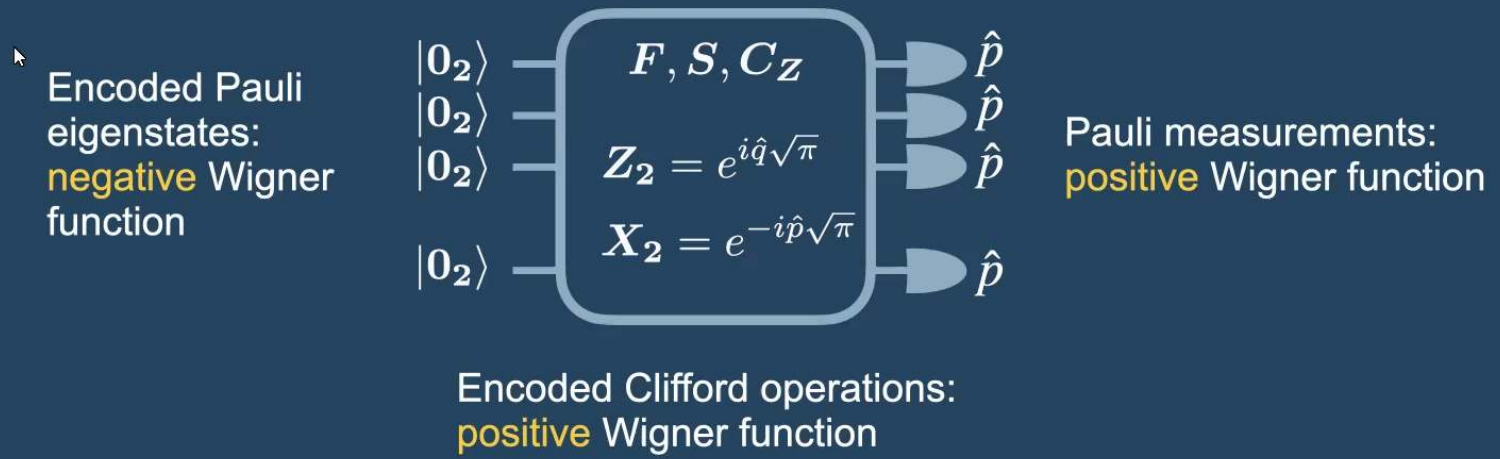 Encoded Pauli
eigenstates:
negative Wigner
function
|0₂⟩
|0₂⟩
|0₂⟩
|0₂⟩
F, S, C_Z
Z₂ = e^{iq̂√π}
X₂ = e^{−ip̂√π}
p̂
p̂
p̂
p̂
Pauli measurements:
positive Wigner function
Encoded Clifford operations:
positive Wigner function